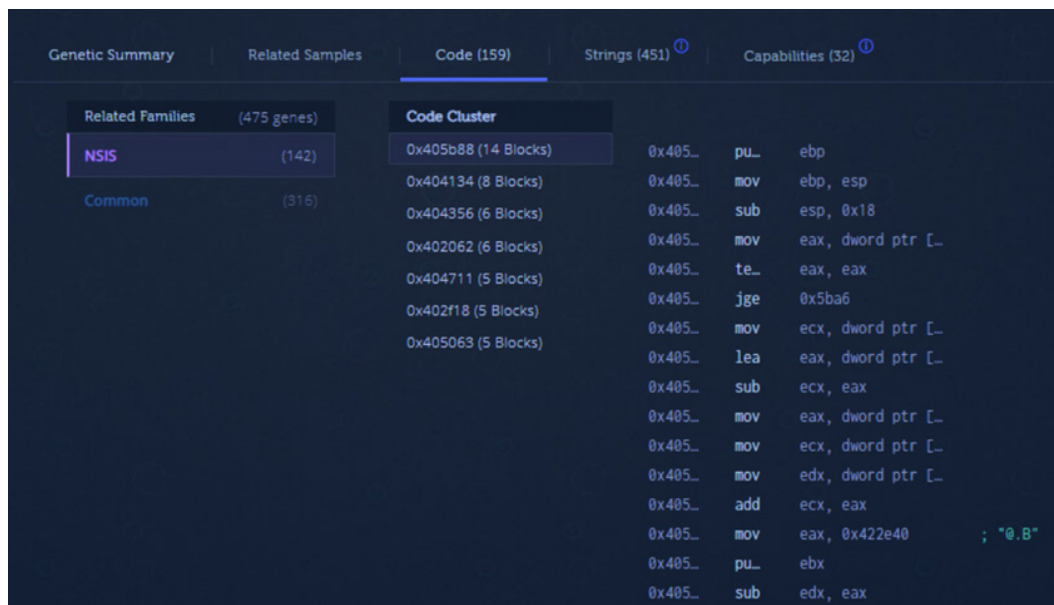 Genetic Summary Related Samples Code (159) Strings (451) Capabilities (32)
Related Families (475 genes)
NSIS (142)
Common (316)
Code Cluster
0x405b88 (14 Blocks)
0x404134 (8 Blocks)
0x404356 (6 Blocks)
0x402062 (6 Blocks)
0x404711 (5 Blocks)
0x402f18 (5 Blocks)
0x405063 (5 Blocks)
0x405… pu… ebp
0x405… mov ebp, esp
0x405… sub esp, 0x18
0x405… mov eax, dword ptr […
0x405… te… eax, eax
0x405… jge 0x5ba6
0x405… mov ecx, dword ptr […
0x405… lea eax, dword ptr […
0x405… sub ecx, eax
0x405… mov eax, dword ptr […
0x405… mov ecx, dword ptr […
0x405… mov edx, dword ptr […
0x405… add ecx, eax
0x405… mov eax, 0x422e40 ; "@.B"
0x405… pu… ebx
0x405… sub edx, eax